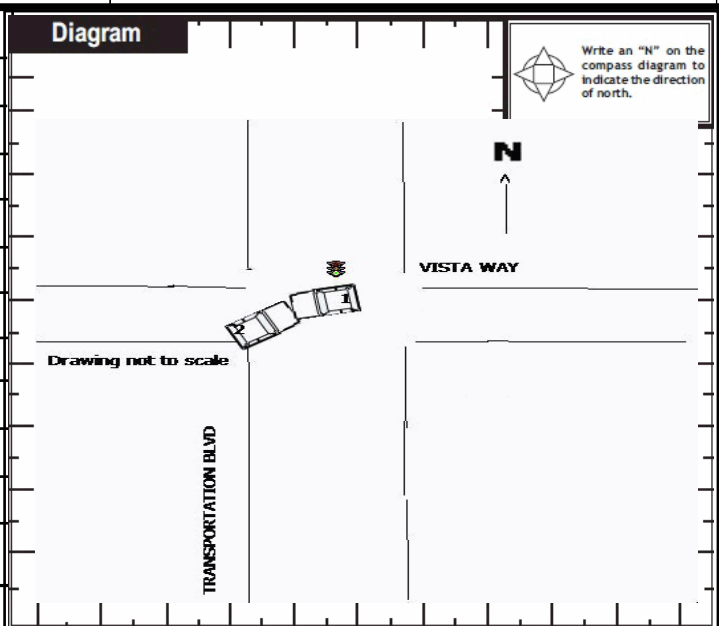 Diagram
Write an “N” on the
compass diagram to
indicate the direction
of north.
N
VISTA WAY
1
2
Drawing not to scale
TRANSPORTATION BLVD